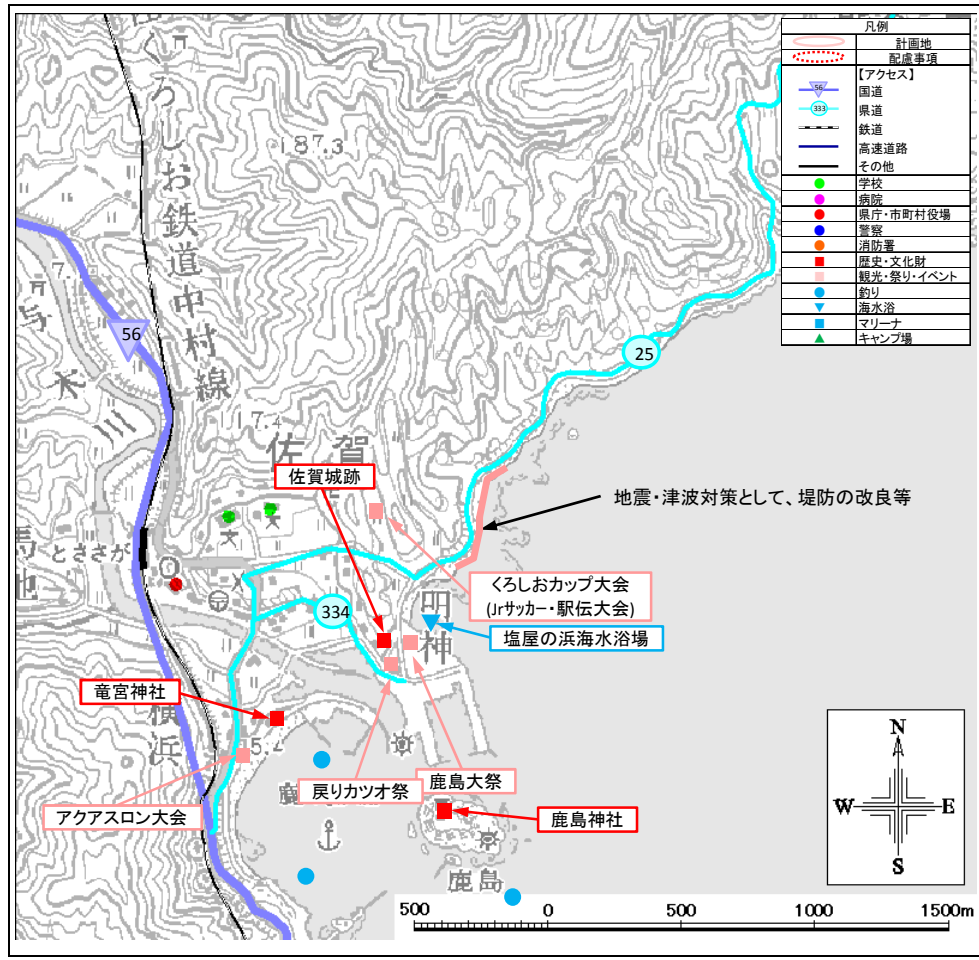 凡例
計画地
配慮事項
【アクセス】
56
国道
333
県道
鉄道
高速道路
その他
学校
病院
県庁・市町村役場
警察
消防署
歴史・文化財
観光・祭り・イベント
釣り
海水浴
マリーナ
キャンプ場
くろしお鉄道中村線
187.3
56
25
17.4
佐賀
佐賀城跡
地震・津波対策として、堤防の改良等
とささが
くろしおカップ大会
(Jrサッカー・駅伝大会)
334
明神
塩屋の浜海水浴場
竜宮神社
横浜
戻りカツオ祭
鹿島大祭
アクアスロン大会
鹿島神社
鹿島
N
W
E
S
500 0 500 1000 1500m